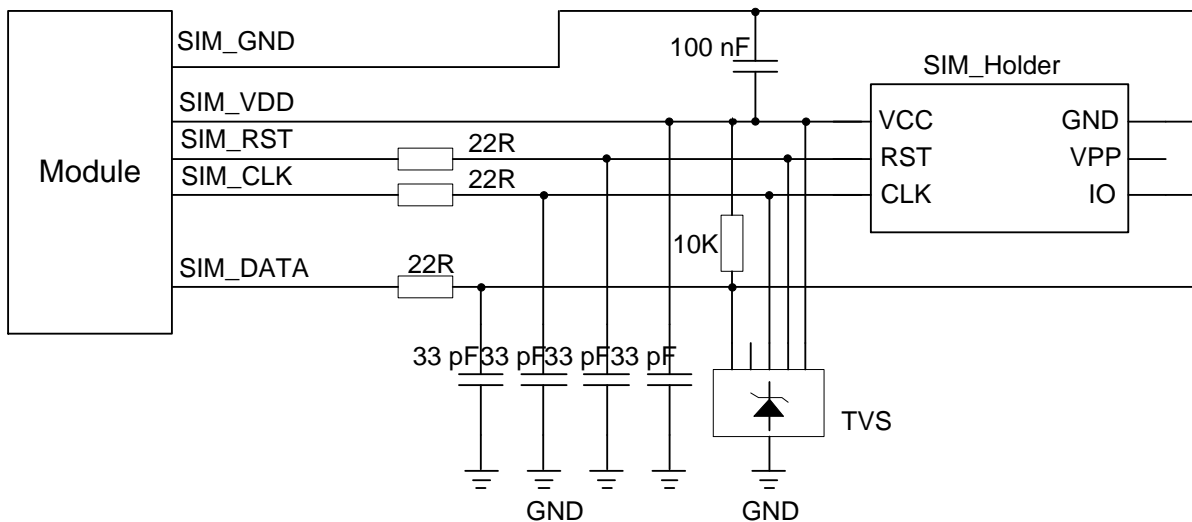 SIM_GND
100 nF
SIM_Holder
SIM_VDD
VCC
GND
SIM_RST
22R
RST
VPP
Module
SIM_CLK
22R
CLK
IO
10K
SIM_DATA
22R
33 pF33 pF33 pF33 pF
TVS
GND
GND